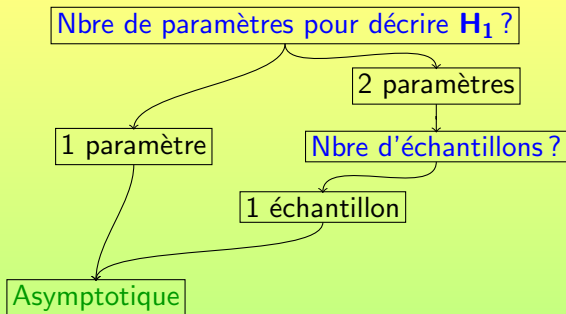 Nbre de paramètres pour décrire H₁ ?
2 paramètres
1 paramètre
Nbre d'échantillons ?
1 échantillon
Asymptotique